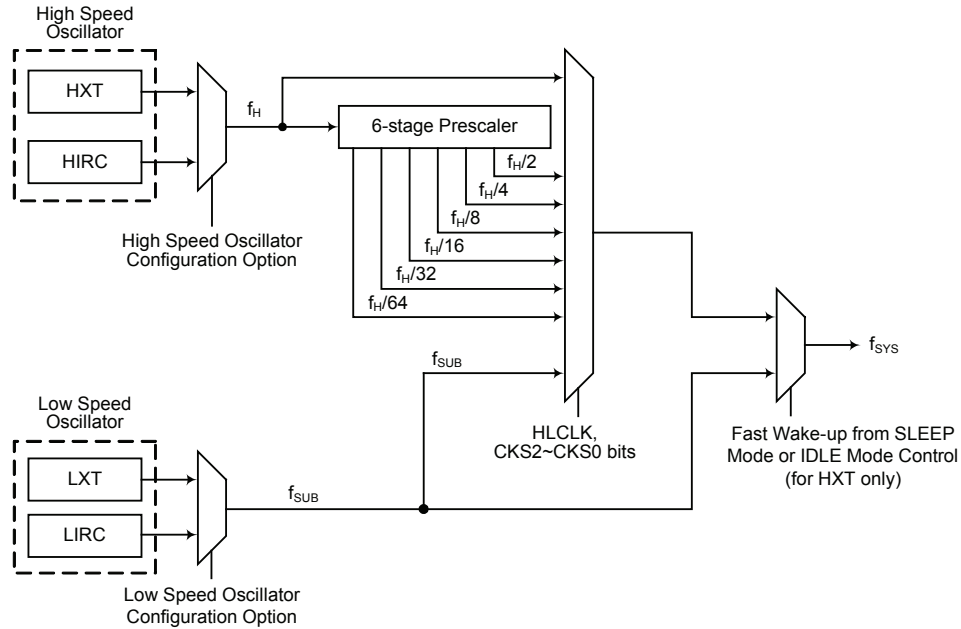 High Speed
Oscillator
HXT
HIRC
High Speed Oscillator
Configuration Option
fH
6-stage Prescaler
fH/2
fH/4
fH/8
fH/16
fH/32
fH/64
fSUB
HLCLK,
CKS2~CKS0 bits
fSYS
Fast Wake-up from SLEEP
Mode or IDLE Mode Control
(for HXT only)
Low Speed
Oscillator
LXT
LIRC
fSUB
Low Speed Oscillator
Configuration Option